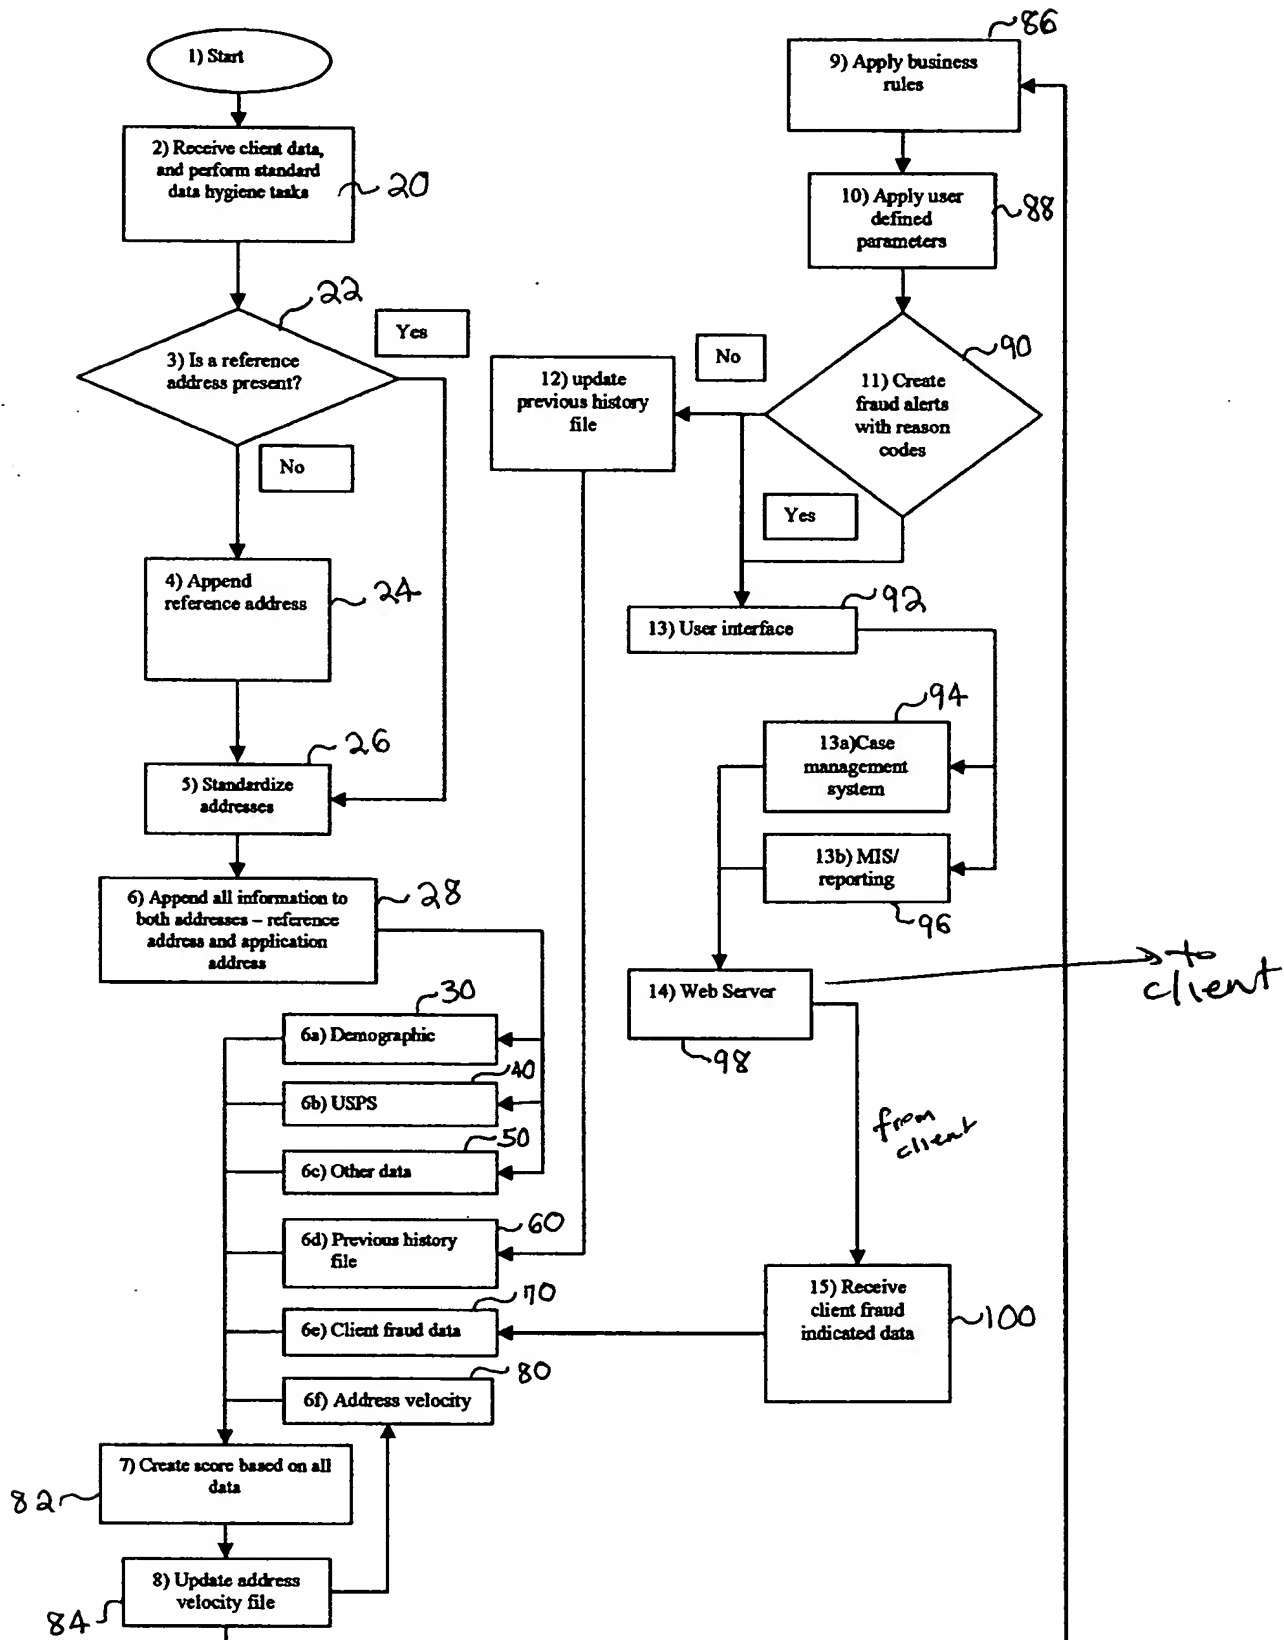 1) Start
2) Receive client data,
and perform standard
data hygiene tasks
20
22
Yes
3) Is a reference
address present?
No
4) Append
reference address
24
26
5) Standardize
addresses
6) Append all information to
both addresses – reference
address and application
address
28
30
6a) Demographic
40
6b) USPS
50
6c) Other data
60
6d) Previous history
file
70
6e) Client fraud data
80
6f) Address velocity
7) Create score based on all
data
82
8) Update address
velocity file
84
86
9) Apply business
rules
10) Apply user
defined
parameters
88
90
No
11) Create
fraud alerts
with reason
codes
12) update
previous history
file
Yes
92
13) User interface
94
13a)Case
management
system
13b) MIS/
reporting
96
to
client
14) Web Server
98
from
client
15) Receive
client fraud
indicated data
100